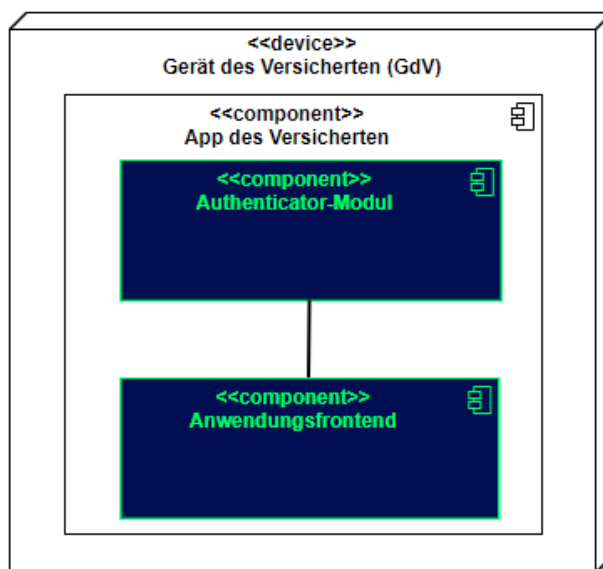 <<device>>
Gerät des Versicherten (GdV)
<<component>>
App des Versicherten
<<component>>
Authenticator-Modul
<<component>>
Anwendungsfrontend